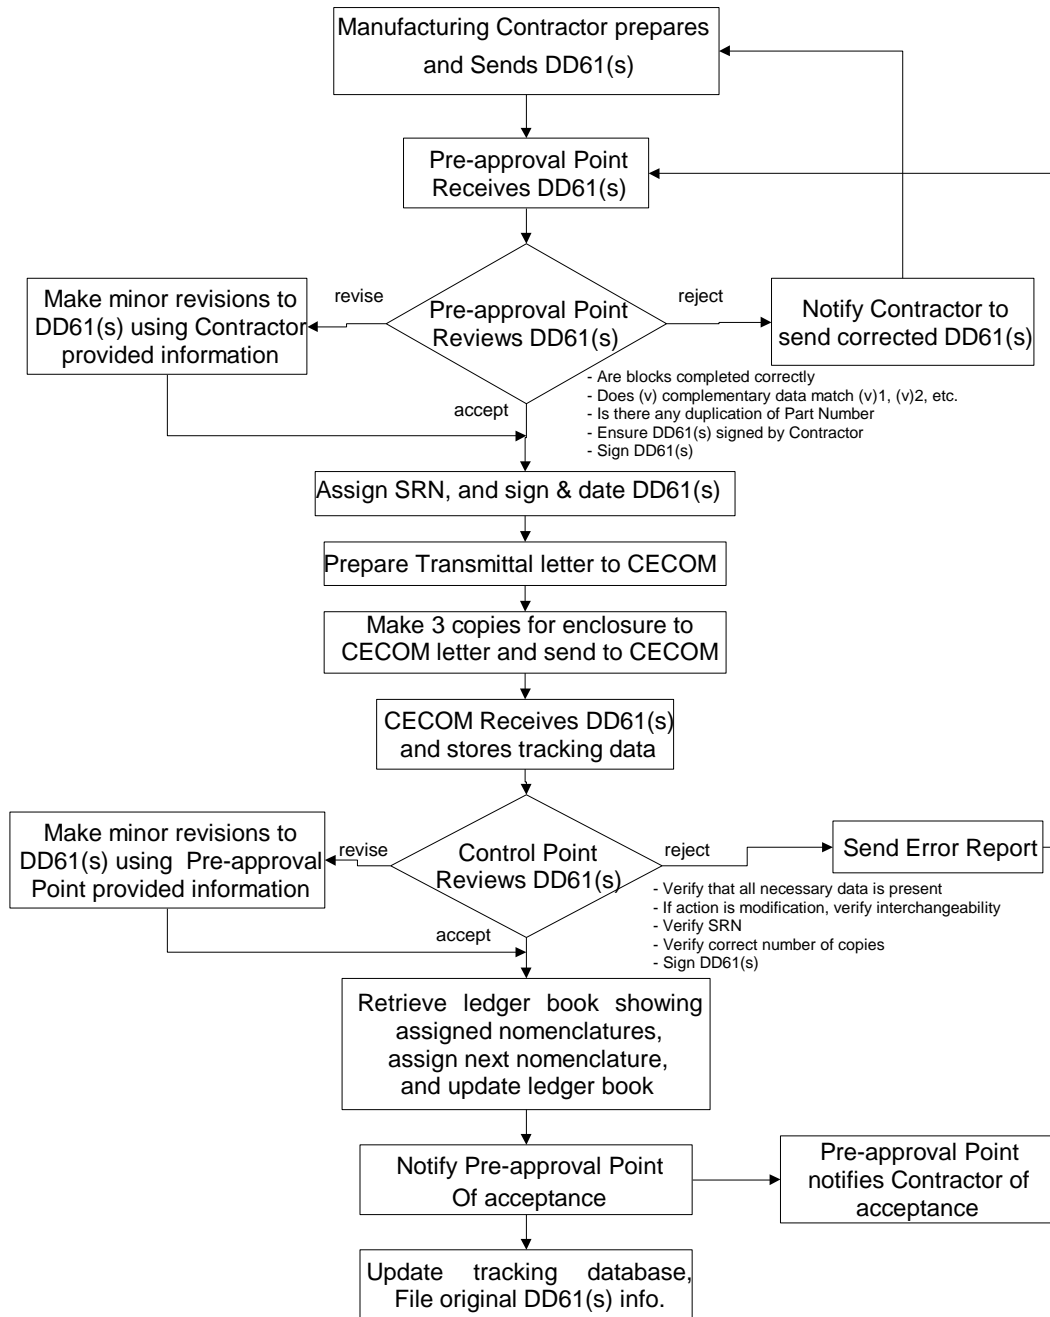 Manufacturing Contractor prepares
and Sends DD61(s)
Pre-approval Point
Receives DD61(s)
Make minor revisions to
DD61(s) using Contractor
provided information
revise
Pre-approval Point
Reviews DD61(s)
reject
Notify Contractor to
send corrected DD61(s)
accept
- Are blocks completed correctly
- Does (v) complementary data match (v)1, (v)2, etc.
- Is there any duplication of Part Number
- Ensure DD61(s) signed by Contractor
- Sign DD61(s)
Assign SRN, and sign & date DD61(s)
Prepare Transmittal letter to CECOM
Make 3 copies for enclosure to
CECOM letter and send to CECOM
CECOM Receives DD61(s)
and stores tracking data
Make minor revisions to
DD61(s) using Pre-approval
Point provided information
revise
Control Point
Reviews DD61(s)
reject
Send Error Report
accept
- Verify that all necessary data is present
- If action is modification, verify interchangeability
- Verify SRN
- Verify correct number of copies
- Sign DD61(s)
Retrieve ledger book showing
assigned nomenclatures,
assign next nomenclature,
and update ledger book
Notify Pre-approval Point
Of acceptance
Pre-approval Point
notifies Contractor of
acceptance
Update tracking database,
File original DD61(s) info.